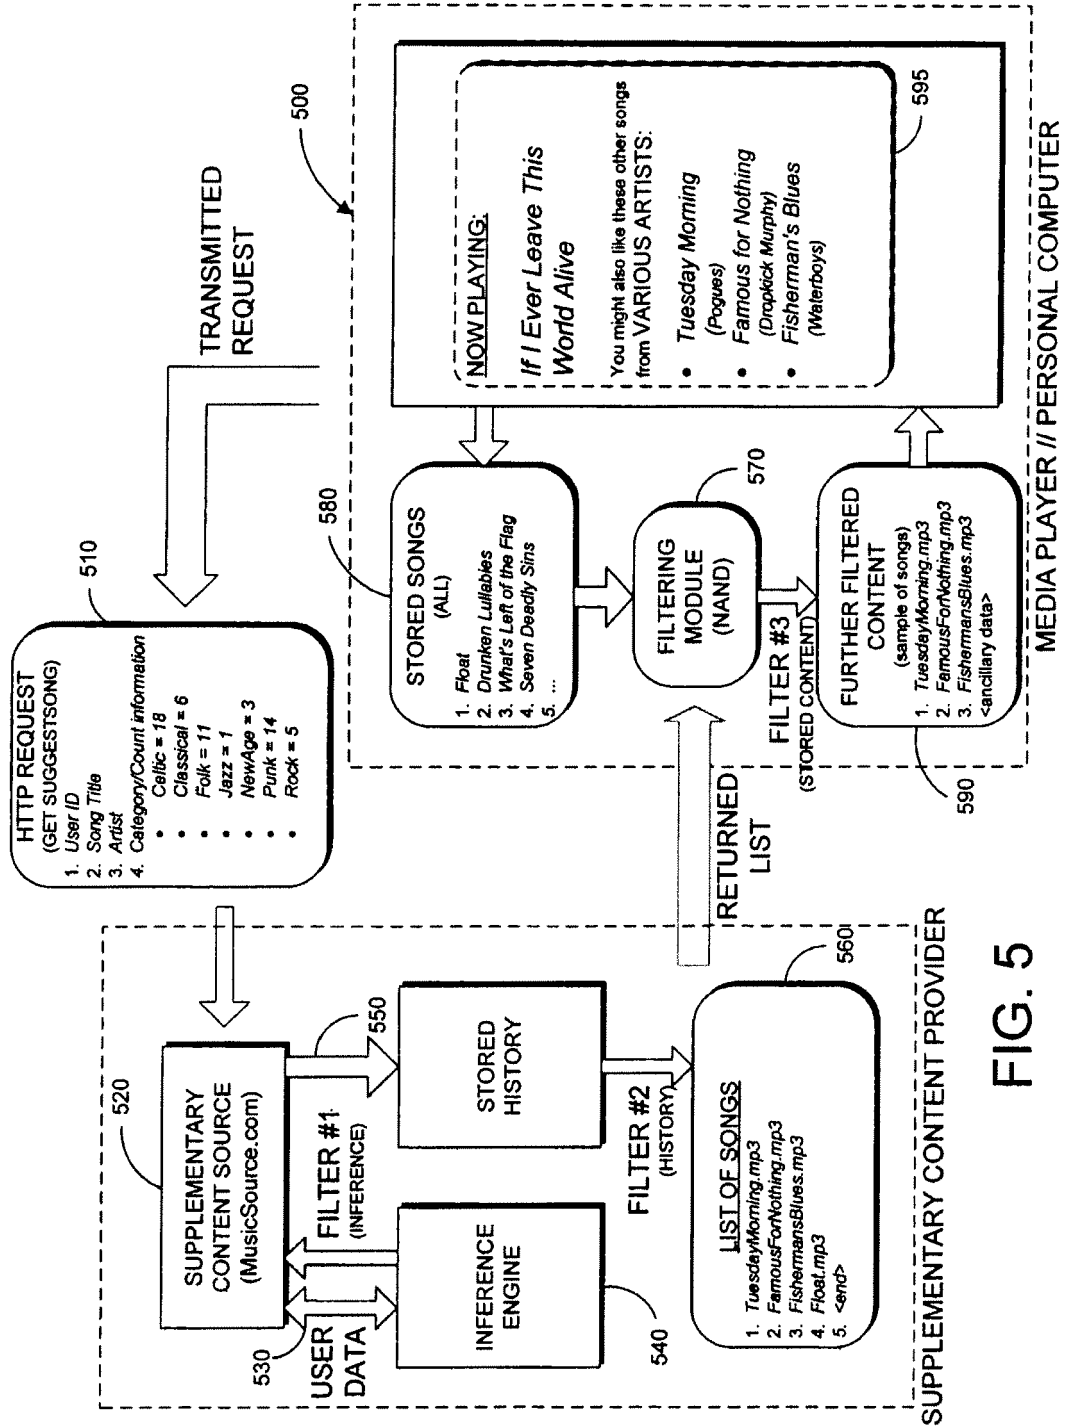 500
TRANSMITTED
REQUEST
510
HTTP REQUEST
(GET SUGGESTSONG)
1. User ID
2. Song Title
3. Artist
4. Category/Count information
• Celtic = 18
• Classical = 6
• Folk = 11
• Jazz = 1
• NewAge = 3
• Punk = 14
• Rock = 5
520
SUPPLEMENTARY
CONTENT SOURCE
(MusicSource.com)
530
USER
DATA
FILTER #1
(INFERENCE)
550
INFERENCE
ENGINE
540
STORED
HISTORY
FILTER #2
(HISTORY)
LIST OF SONGS
1. TuesdayMorning.mp3
2. FamousForNothing.mp3
3. FishermansBlues.mp3
4. Float.mp3
5. <end>
560
SUPPLEMENTARY CONTENT PROVIDER
RETURNED
LIST
580
STORED SONGS
(ALL)
1. Float
2. Drunken Lullabies
3. What's Left of the Flag
4. Seven Deadly Sins
5. ...
570
FILTERING
MODULE
(NAND)
FILTER #3
(STORED CONTENT)
FURTHER FILTERED
CONTENT
(sample of songs)
1. TuesdayMorning.mp3
2. FamousForNothing.mp3
3. FishermansBlues.mp3
<ancillary data>
590
NOW PLAYING:
If I Ever Leave This
World Alive
You might also like these other songs
from VARIOUS ARTISTS:
• Tuesday Morning
(Pogues)
• Famous for Nothing
(Dropkick Murphy)
• Fisherman's Blues
(Waterboys)
595
MEDIA PLAYER // PERSONAL COMPUTER
FIG. 5